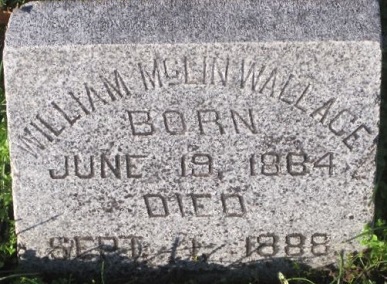 WILLIAM MCLIN WALLACE
BORN
JUNE 19, 1864
DIED
SEPT. 1888